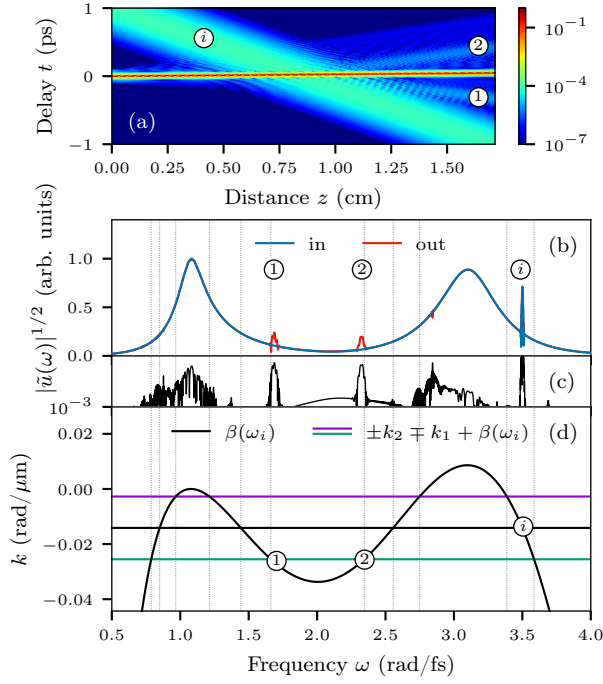 1
0
−1
Delay t (ps)
i
2
1
(a)
10⁻¹
10⁻⁴
10⁻⁷
0.00 0.25 0.50 0.75 1.00 1.25 1.50
Distance z (cm)
|ũ(ω)|¹/² (arb. units)
1.0
0.5
0.0
in out (b)
1 2 i
10⁻³
(c)
k (rad/μm)
0.02
0.00
−0.02
−0.04
β(ωᵢ) ±k₂ ∓ k₁ + β(ωᵢ) (d)
i
1 2
0.5 1.0 1.5 2.0 2.5 3.0 3.5 4.0
Frequency ω (rad/fs)